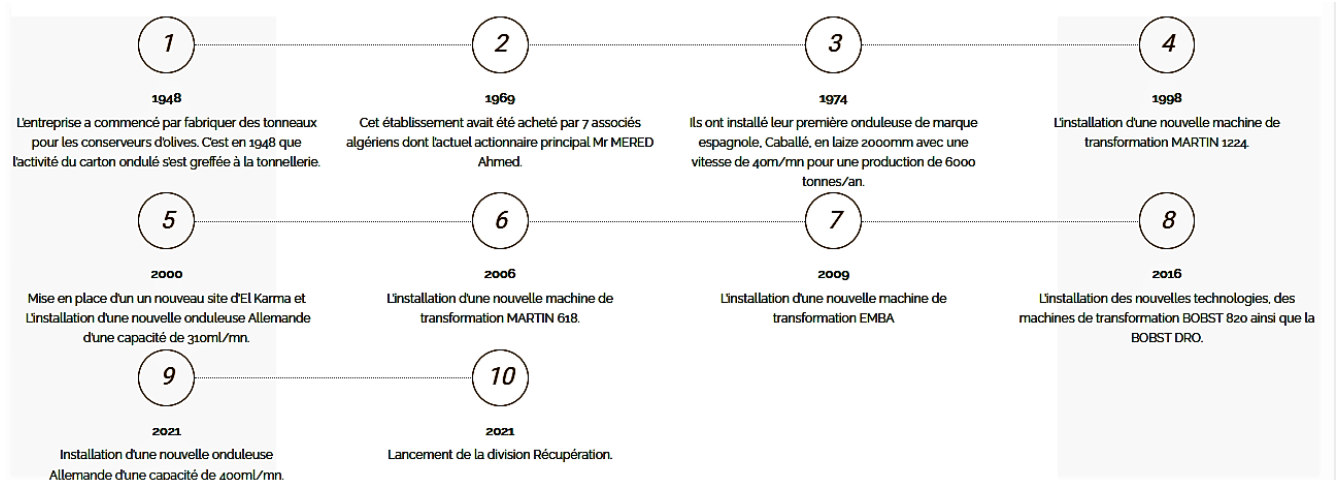 1
2
3
4
1948
L'entreprise a commencé par fabriquer des tonneaux
pour les conserveurs d'olives. C'est en 1948 que
l'activité du carton ondulé s'est greffée à la tonnellerie.
1969
Cet établissement avait été acheté par 7 associés
algériens dont l'actuel actionnaire principal Mr MERED
Ahmed.
1974
Ils ont installé leur première onduleuse de marque
espagnole, Caballé, en laize 2000mm avec une
vitesse de 40m/mn pour une production de 6000
tonnes/an.
1998
L'installation d'une nouvelle machine de
transformation MARTIN 1224.
5
6
7
8
2000
Mise en place d'un un nouveau site d'El Karma et
L'installation d'une nouvelle onduleuse Allemande
d'une capacité de 310ml/mn.
2006
L'installation d'une nouvelle machine de
transformation MARTIN 618.
2009
L'installation d'une nouvelle machine de
transformation EMBA
2016
L'installation des nouvelles technologies, des
machines de transformation BOBST 820 ainsi que la
BOBST DRO.
9
10
2021
Installation d'une nouvelle onduleuse
Allemande d'une capacité de 400ml/mn.
2021
Lancement de la division Récupération.